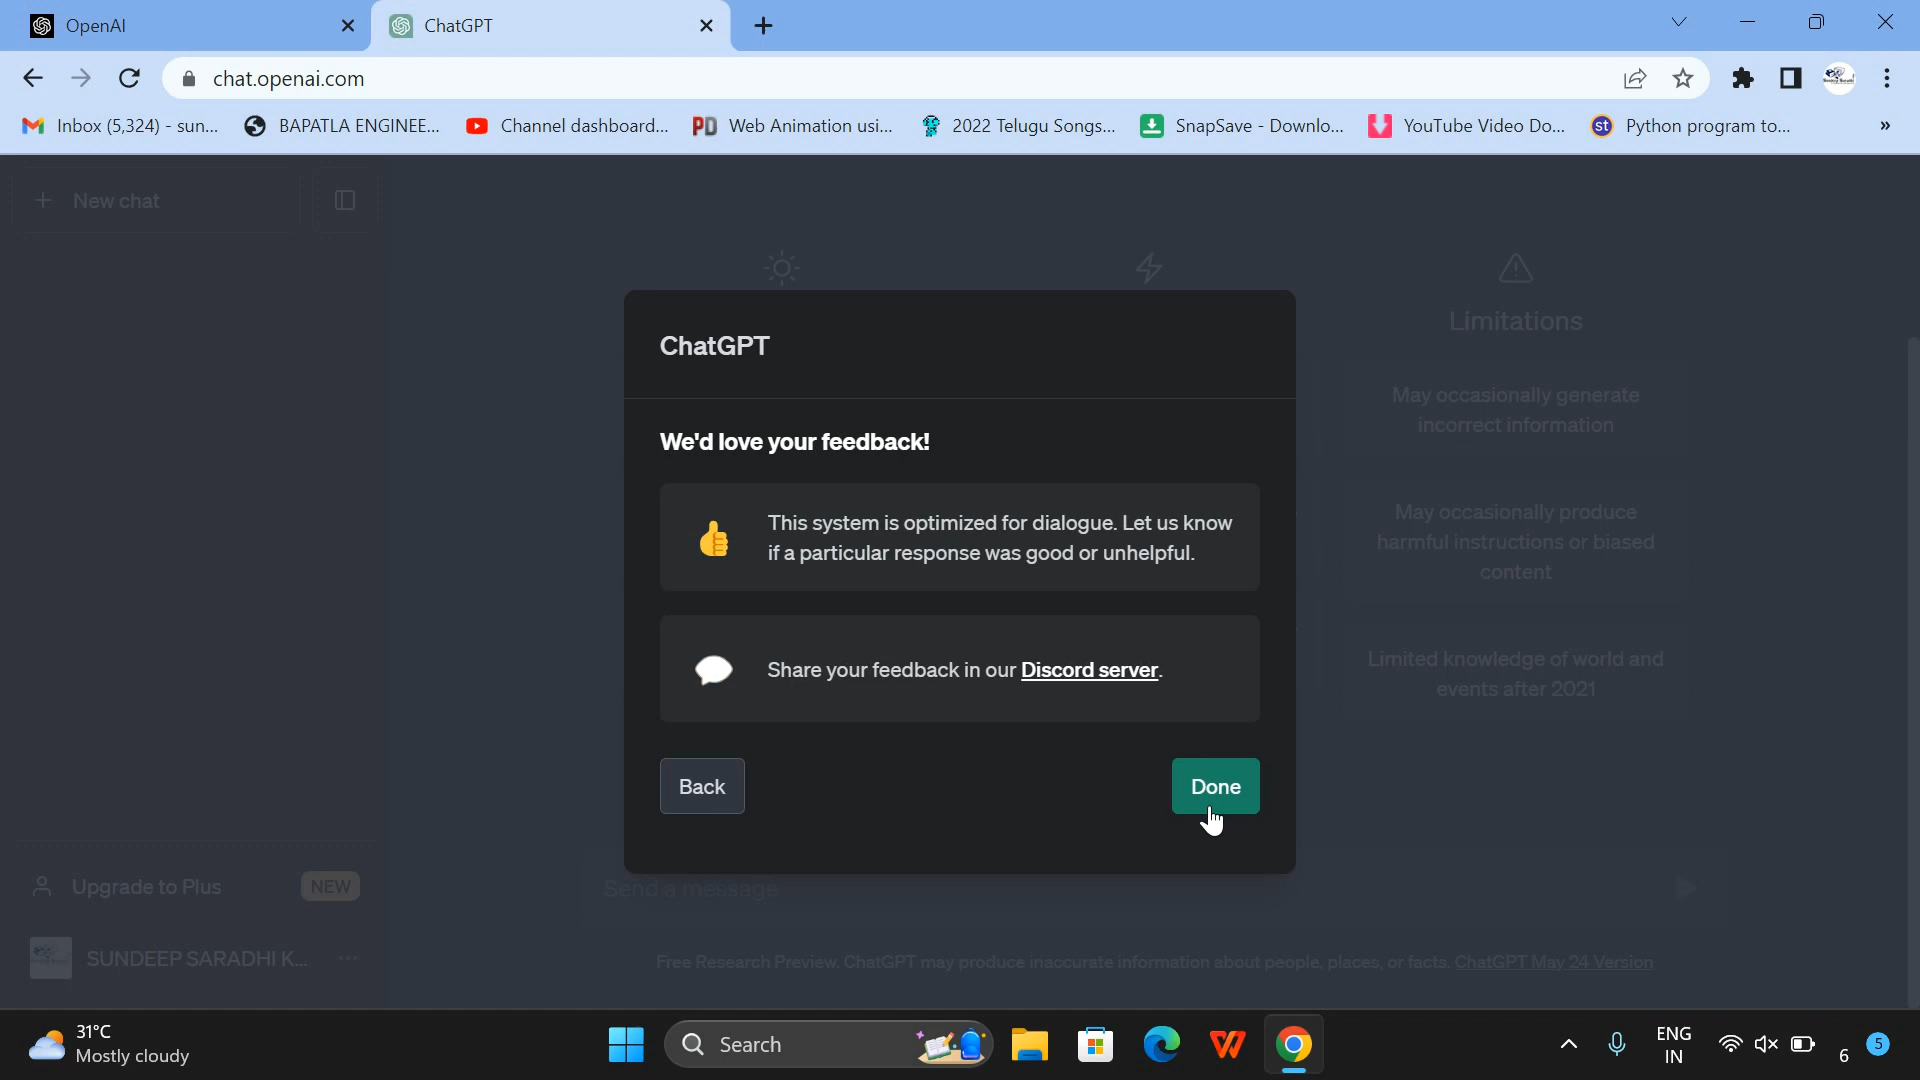 OpenAI
ChatGPT
chat.openai.com
Inbox (5,324) - sun...
BAPATLA ENGINEE...
Channel dashboard...
PD
Web Animation usi...
2022 Telugu Songs...
SnapSave - Downlo...
YouTube Video Do...
st
Python program to...
»
+ New chat
Limitations
May occasionally generate
incorrect information
May occasionally produce
harmful instructions or biased
content
Limited knowledge of world and
events after 2021
ChatGPT
We'd love your feedback!
This system is optimized for dialogue. Let us know
if a particular response was good or unhelpful.
Share your feedback in our Discord server.
Back
Done
Upgrade to Plus
NEW
Send a message
SUNDEEP SARADHI K...
Free Research Preview. ChatGPT may produce inaccurate information about people, places, or facts. ChatGPT May 24 Version
31°C
Mostly cloudy
Search
ENG
IN
6
5